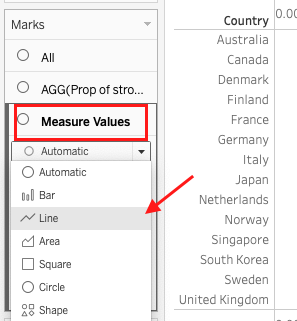 Marks
All
AGG(Prop of stro...
Measure Values
Automatic
Automatic
Bar
Line
Area
Square
Circle
Shape
0.00
Country
Australia
Canada
Denmark
Finland
France
Germany
Italy
Japan
Netherlands
Norway
Singapore
South Korea
Sweden
United Kingdom